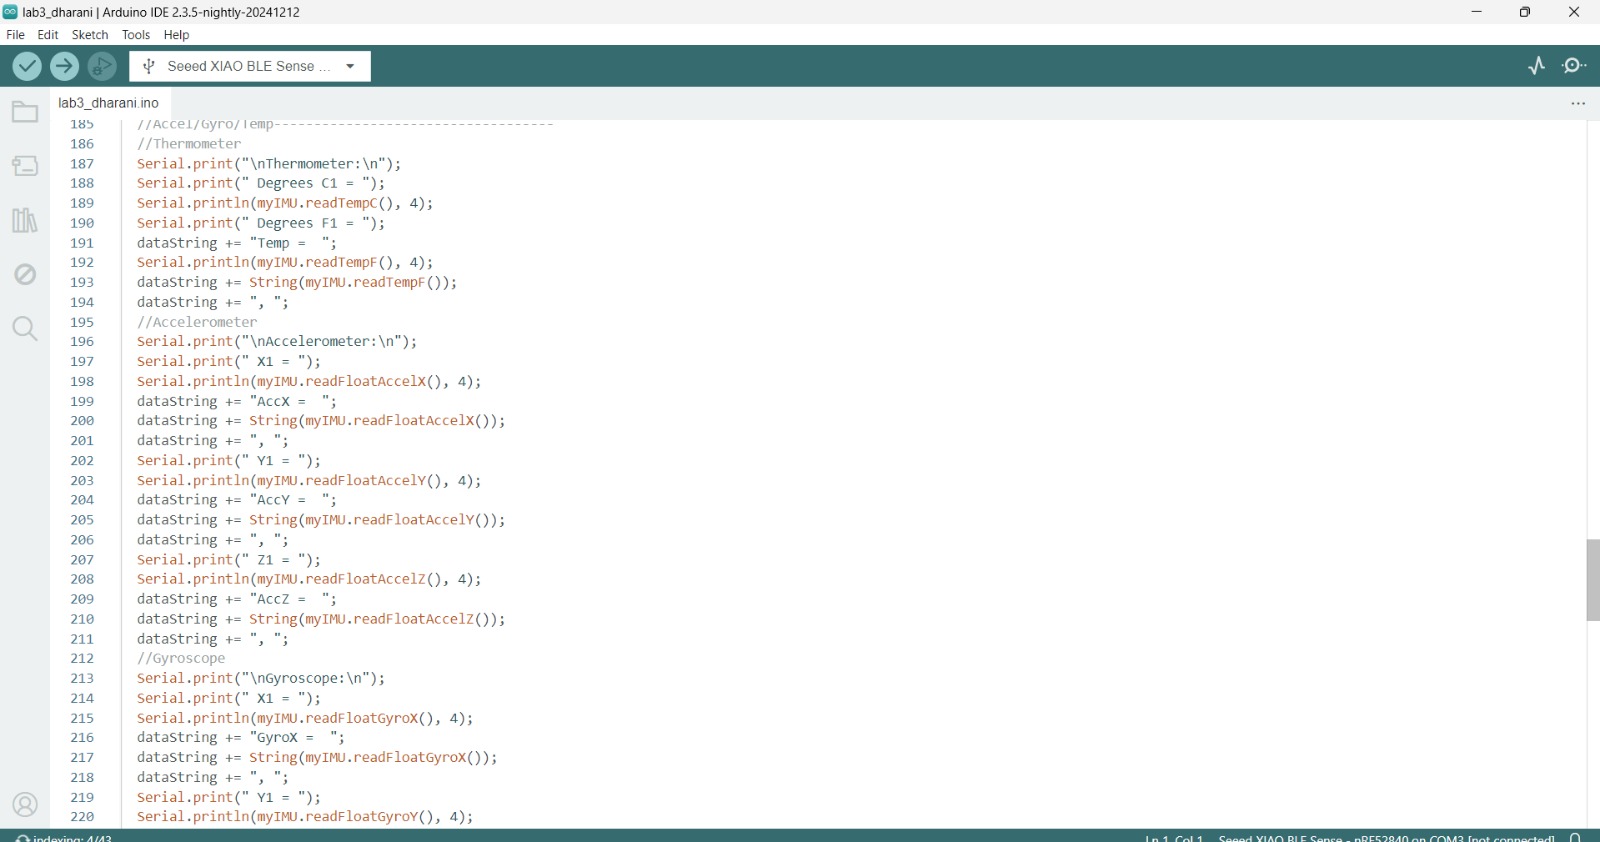 lab3_dharani | Arduino IDE 2.3.5-nightly-20241212
File Edit Sketch Tools Help
Seeed XIAO BLE Sense ...
lab3_dharani.ino
185 //Accel/Gyro/Temp-----------------------------------
186 //Thermometer
187 Serial.print("\nThermometer:\n");
188 Serial.print(" Degrees C1 = ");
189 Serial.println(myIMU.readTempC(), 4);
190 Serial.print(" Degrees F1 = ");
191 dataString += "Temp =  ";
192 Serial.println(myIMU.readTempF(), 4);
193 dataString += String(myIMU.readTempF());
194 dataString += ", ";
195 //Accelerometer
196 Serial.print("\nAccelerometer:\n");
197 Serial.print(" X1 = ");
198 Serial.println(myIMU.readFloatAccelX(), 4);
199 dataString += "AccX =  ";
200 dataString += String(myIMU.readFloatAccelX());
201 dataString += ", ";
202 Serial.print(" Y1 = ");
203 Serial.println(myIMU.readFloatAccelY(), 4);
204 dataString += "AccY =  ";
205 dataString += String(myIMU.readFloatAccelY());
206 dataString += ", ";
207 Serial.print(" Z1 = ");
208 Serial.println(myIMU.readFloatAccelZ(), 4);
209 dataString += "AccZ =  ";
210 dataString += String(myIMU.readFloatAccelZ());
211 dataString += ", ";
212 //Gyroscope
213 Serial.print("\nGyroscope:\n");
214 Serial.print(" X1 = ");
215 Serial.println(myIMU.readFloatGyroX(), 4);
216 dataString += "GyroX =  ";
217 dataString += String(myIMU.readFloatGyroX());
218 dataString += ", ";
219 Serial.print(" Y1 = ");
220 Serial.println(myIMU.readFloatGyroY(), 4);
indexing: 4/43 Ln 1, Col 1 Seeed XIAO BLE Sense - nRF52840 on COM3 [not connected]